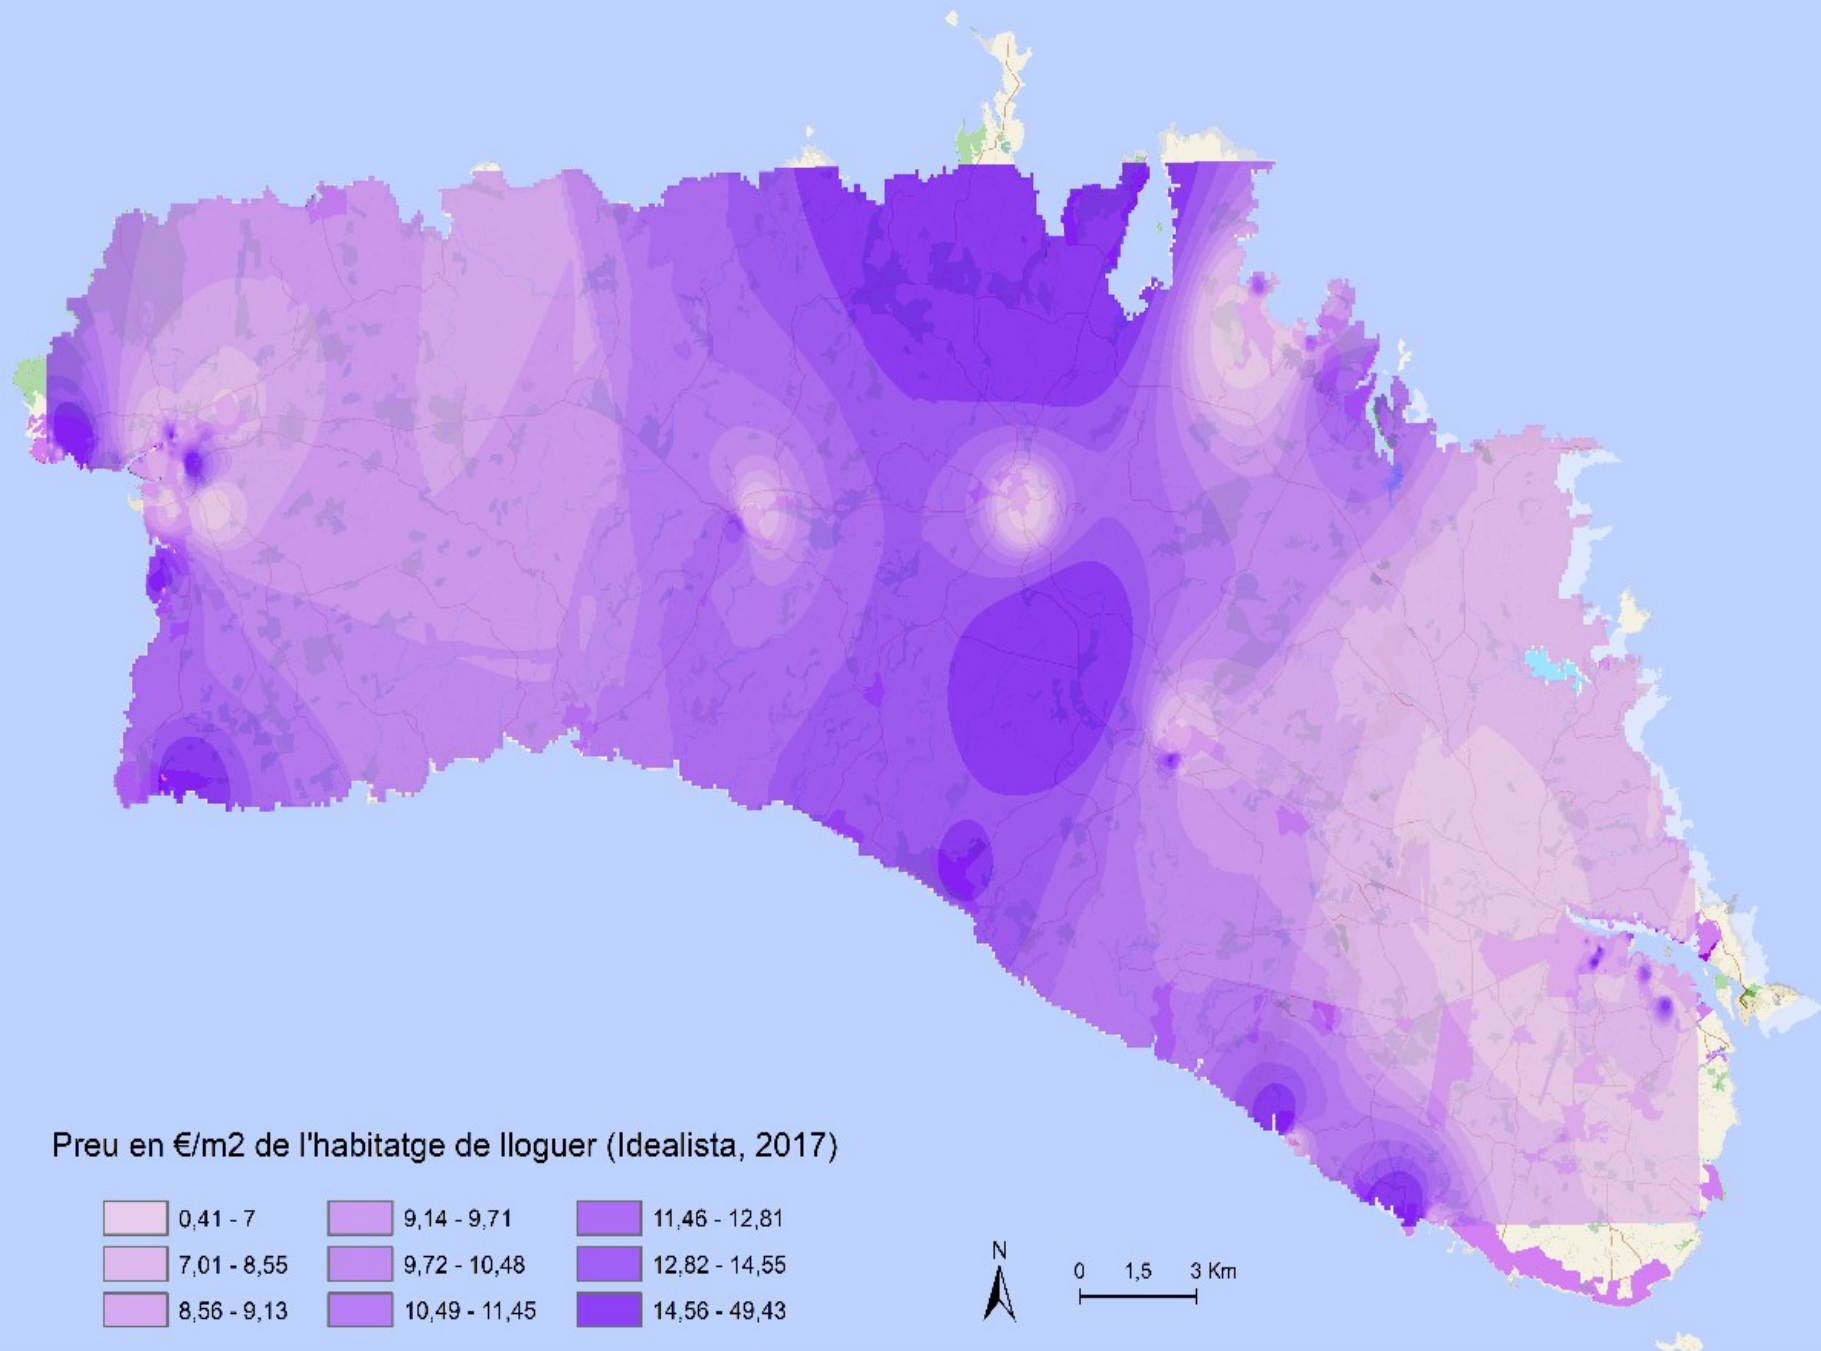 Preu en €/m2 de l'habitatge de lloguer (Idealista, 2017)
0,41 - 7
7,01 - 8,55
8,56 - 9,13
9,14 - 9,71
9,72 - 10,48
10,49 - 11,45
11,46 - 12,81
12,82 - 14,55
14,56 - 49,43
N
0 1,5 3 Km